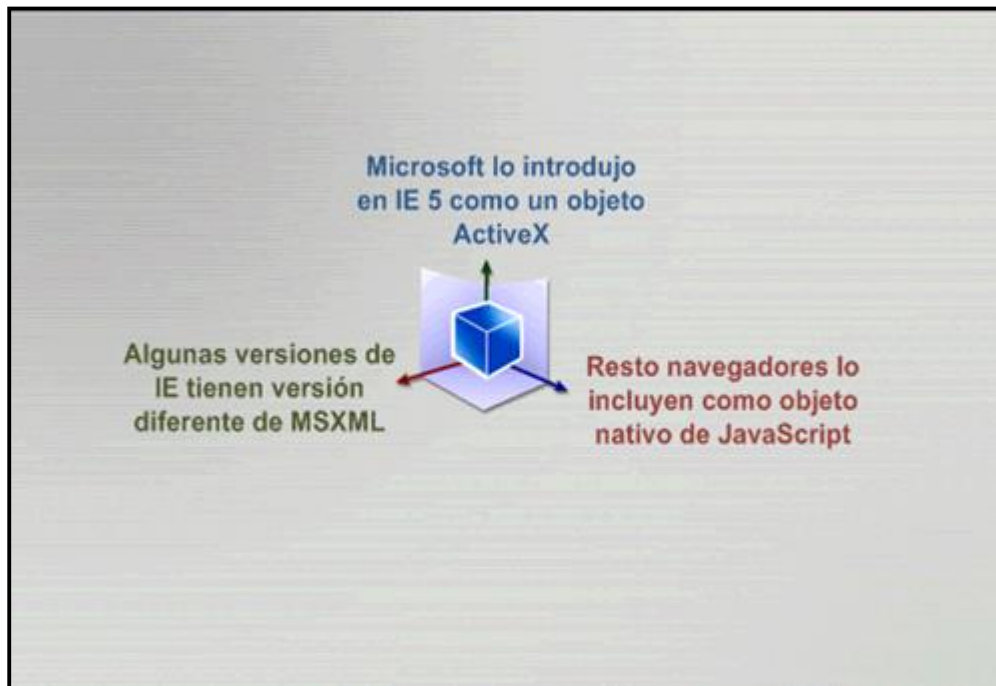 Microsoft lo introdujo
en IE 5 como un objeto
ActiveX
Algunas versiones de
IE tienen versión
diferente de MSXML
Resto navegadores lo
incluyen como objeto
nativo de JavaScript